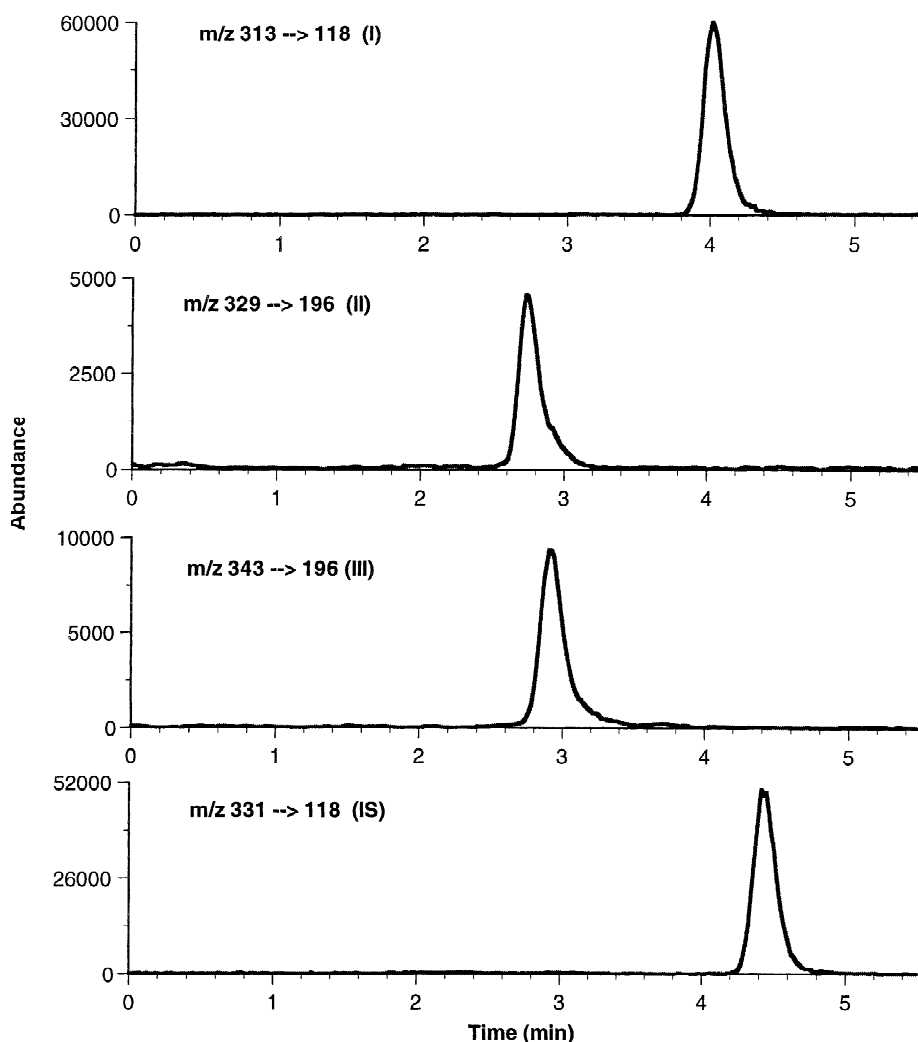 60000
m/z 313 --> 118 (I)
30000
0
0 1 2 3 4 5
5000
m/z 329 --> 196 (II)
2500
0
0 1 2 3 4 5
Abundance
10000
m/z 343 --> 196 (III)
5000
0
0 1 2 3 4 5
52000
m/z 331 --> 118 (IS)
26000
0
0 1 2 3 4 5
Time (min)